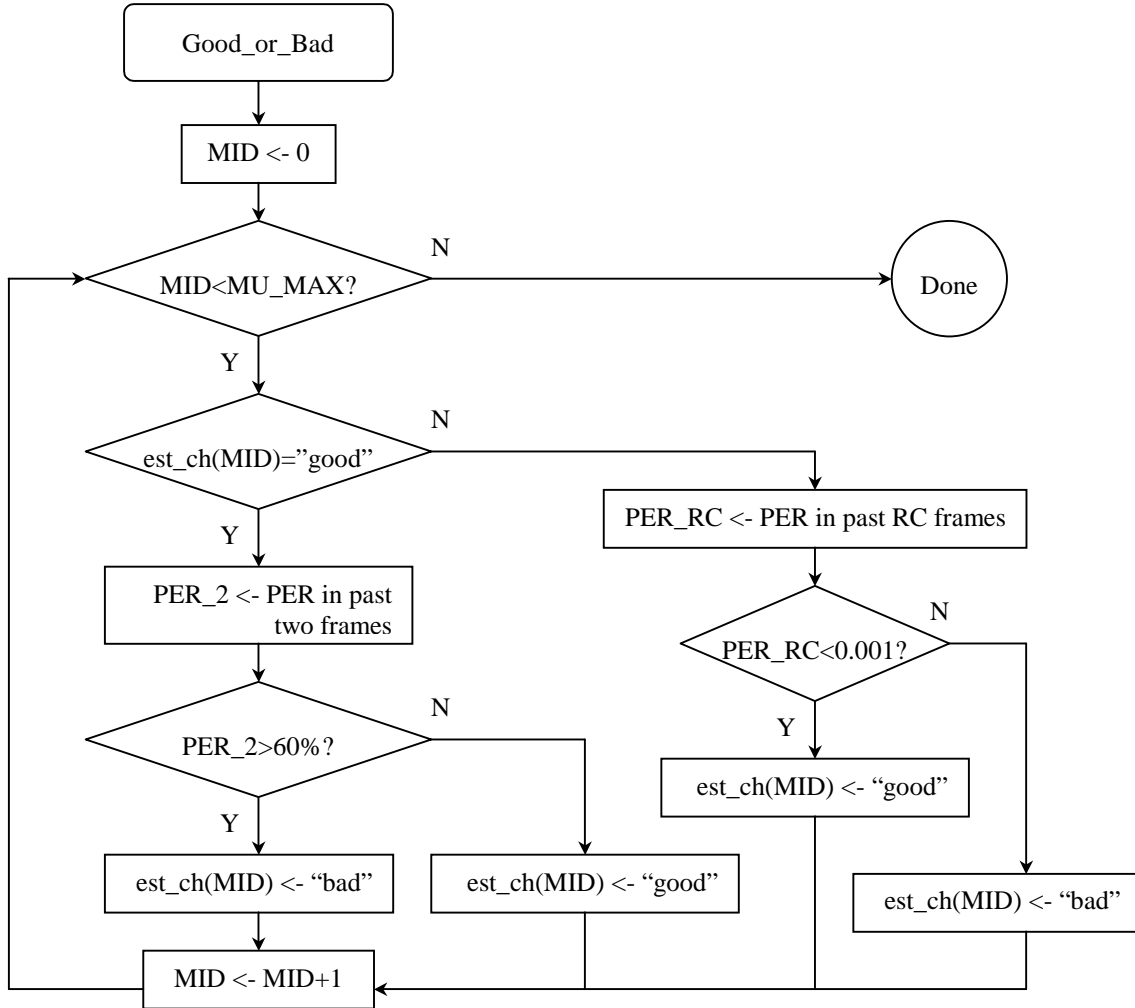 Good_or_Bad
MID <- 0
N
MID<MU_MAX?
Done
Y
N
est_ch(MID)=”good”
PER_RC <- PER in past RC frames
Y
PER_2 <- PER in past
two frames
N
PER_RC<0.001?
N
Y
PER_2>60%?
est_ch(MID) <- “good”
Y
est_ch(MID) <- “bad”
est_ch(MID) <- “good”
est_ch(MID) <- “bad”
MID <- MID+1